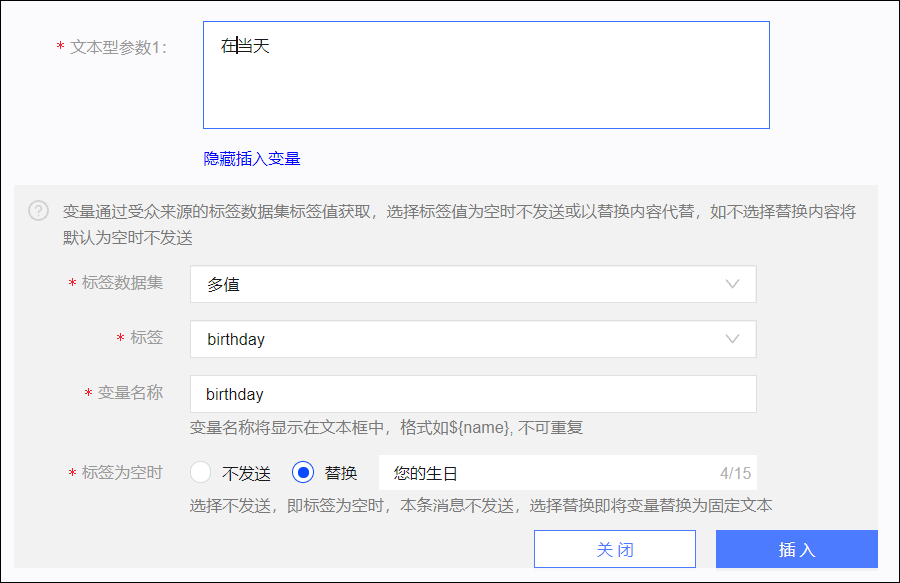 * 文本型参数1:
在当天
隐藏插入变量
? 变量通过受众来源的标签数据集标签值获取，选择标签值为空时不发送或以替换内容代替，如不选择替换内容将
默认为空时不发送
* 标签数据集 多值
* 标签 birthday
* 变量名称 birthday
变量名称将显示在文本框中，格式如${name}, 不可重复
* 标签为空时 不发送 替换 您的生日 4/15
选择不发送，即标签为空时，本条消息不发送，选择替换即将变量替换为固定文本
关闭 插入